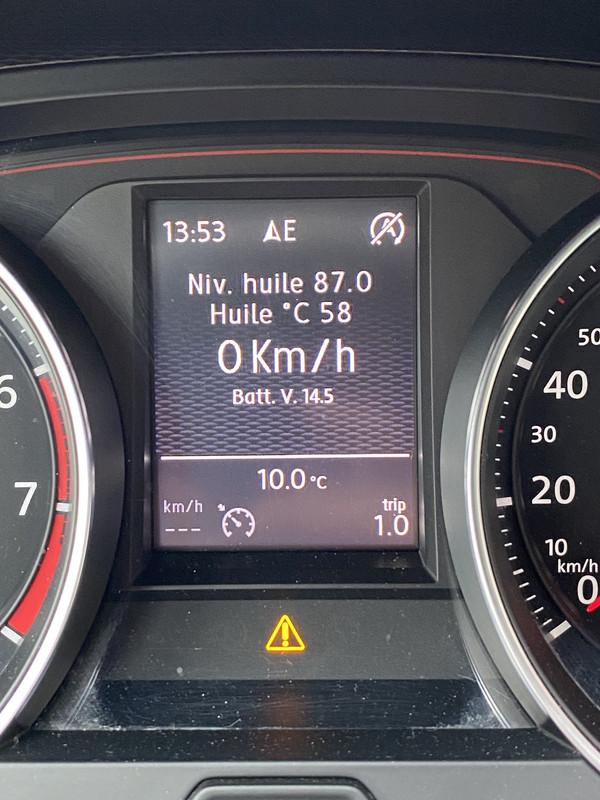 13:53 E
Niv. huile 87.0
Huile °C 58
0 Km/h
Batt. V. 14.5
10.0 °C
km/h
---
trip
1.0
6
7
50
40
30
20
10
km/h
0